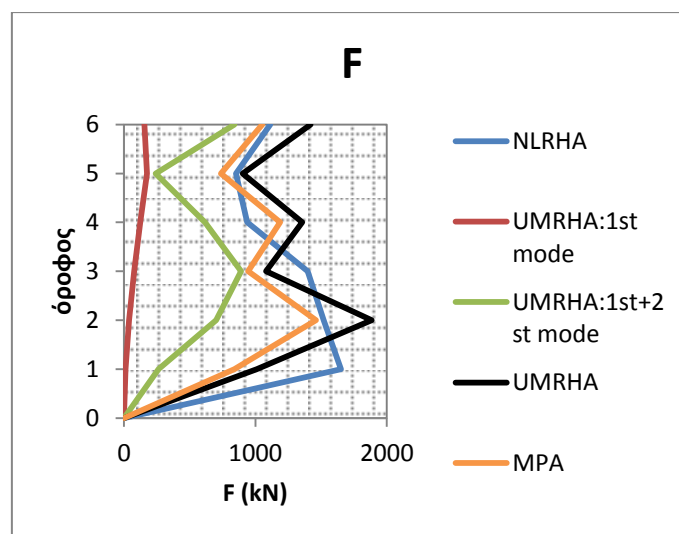 F
6
5
4
3
2
1
0
όροφος
0 1000 2000
F (kN)
NLRHA
UMRHA:1st
mode
UMRHA:1st+2
st mode
UMRHA
MPA